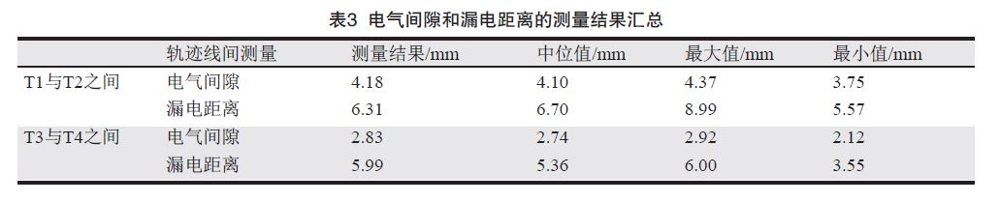 表3 电气间隙和漏电距离的测量结果汇总
轨迹线间测量 测量结果/mm 中位值/mm 最大值/mm 最小值/mm
T1与T2之间 电气间隙 4.18 4.10 4.37 3.75
漏电距离 6.31 6.70 8.99 5.57
T3与T4之间 电气间隙 2.83 2.74 2.92 2.12
漏电距离 5.99 5.36 6.00 3.55